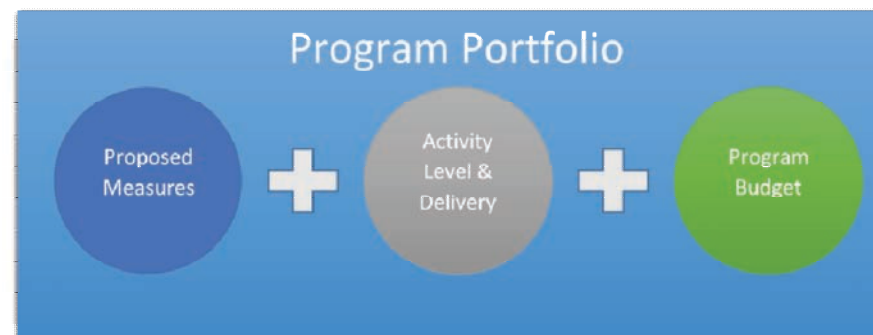 Program Portfolio
Proposed
Measures
Activity
Level &
Delivery
Program
Budget